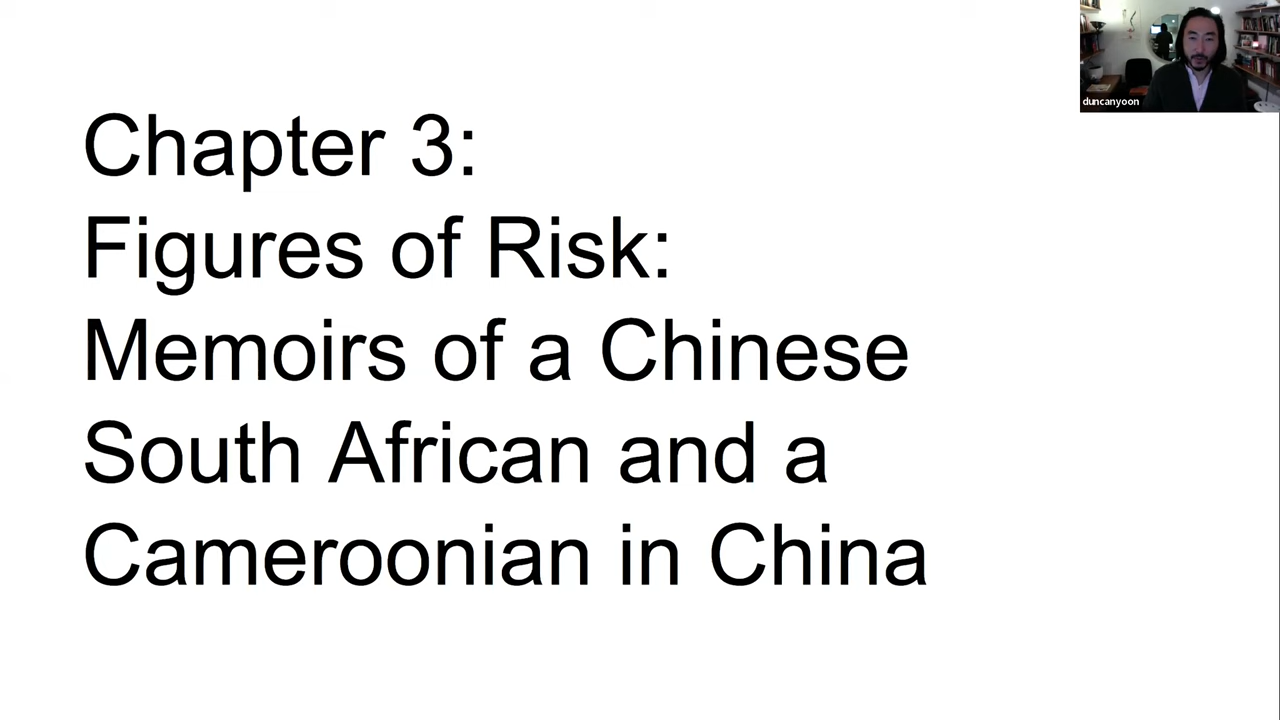 duncanyoon
Chapter 3:
Figures of Risk:
Memoirs of a Chinese
South African and a
Cameroonian in China